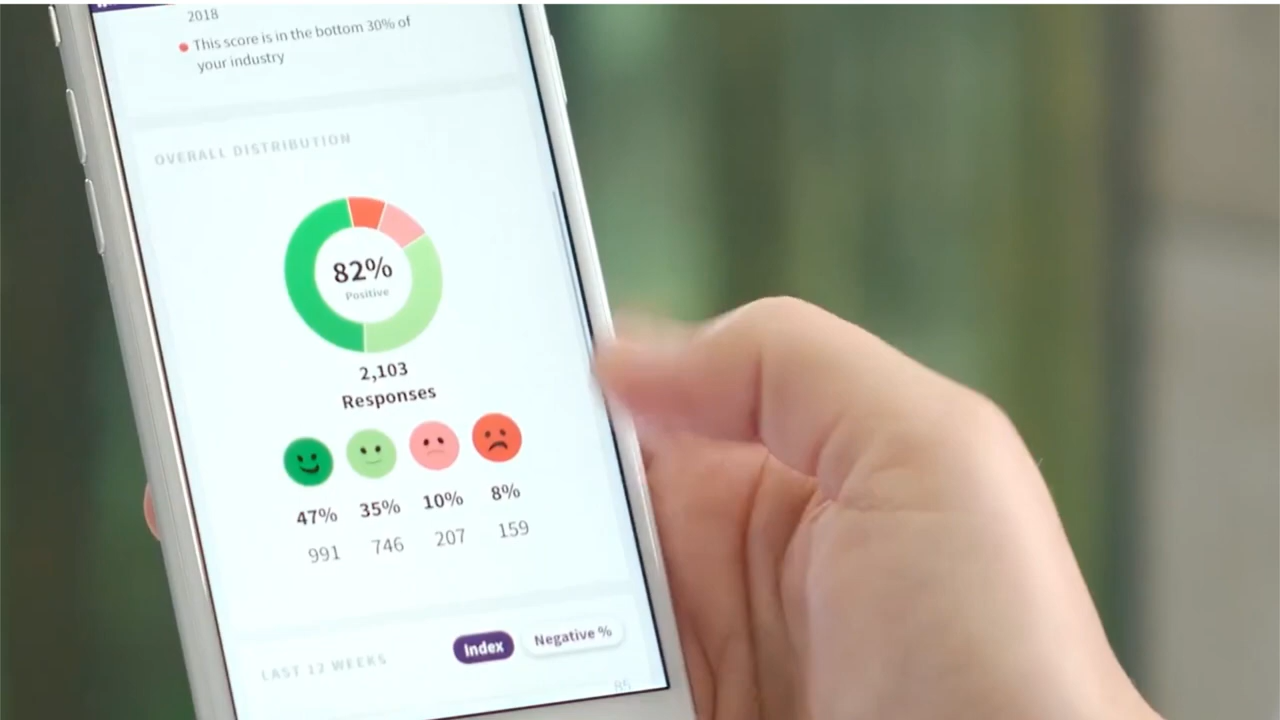 2018
This score is in the bottom 30% of
your industry
OVERALL DISTRIBUTION
82%
Positive
2,103
Responses
47% 35% 10% 8%
991 746 207 159
LAST 12 WEEKS
Index
Negative %
85